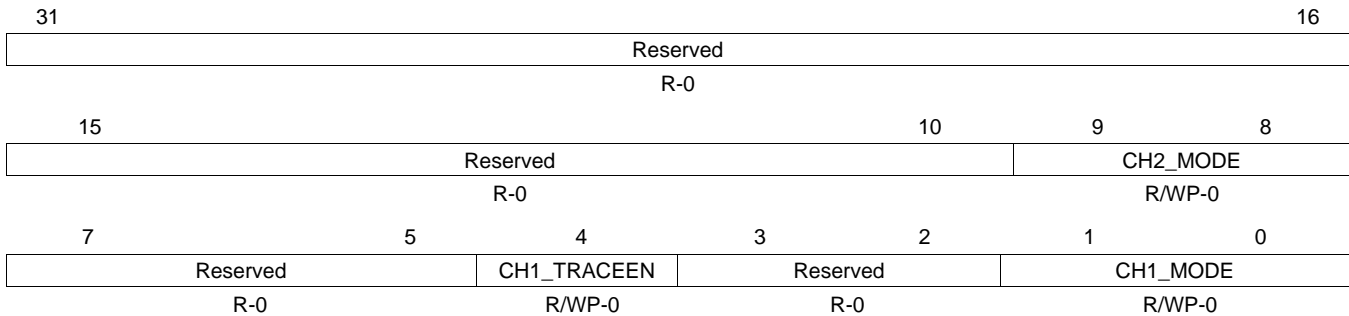 31 16
Reserved
R-0
15 10 9 8
Reserved CH2_MODE
R-0 R/WP-0
7 5 4 3 2 1 0
Reserved CH1_TRACEEN Reserved CH1_MODE
R-0 R/WP-0 R-0 R/WP-0